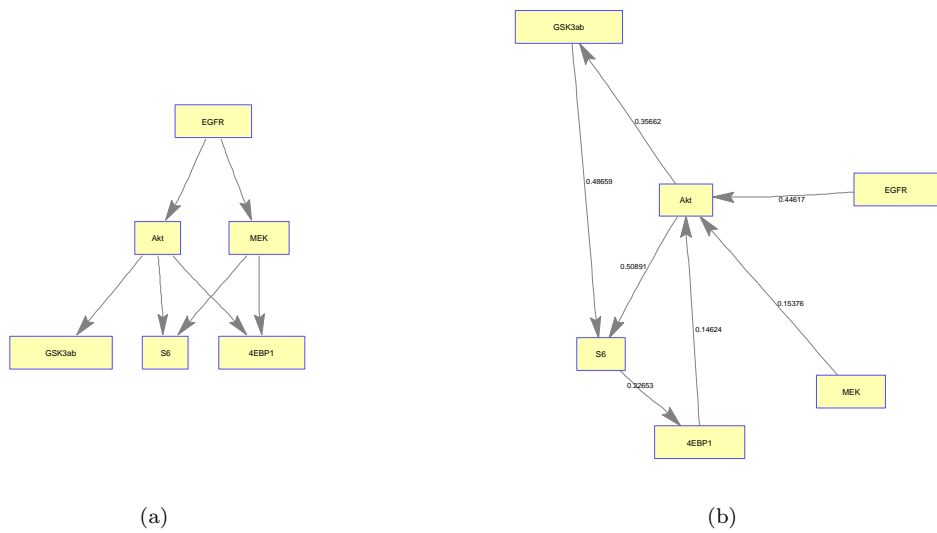 EGFR
Akt
MEK
GSK3ab
S6
4EBP1
(a)
GSK3ab
0.35662
0.48659
Akt
EGFR
0.44617
0.50891
0.15376
0.14624
S6
0.22653
MEK
4EBP1
(b)